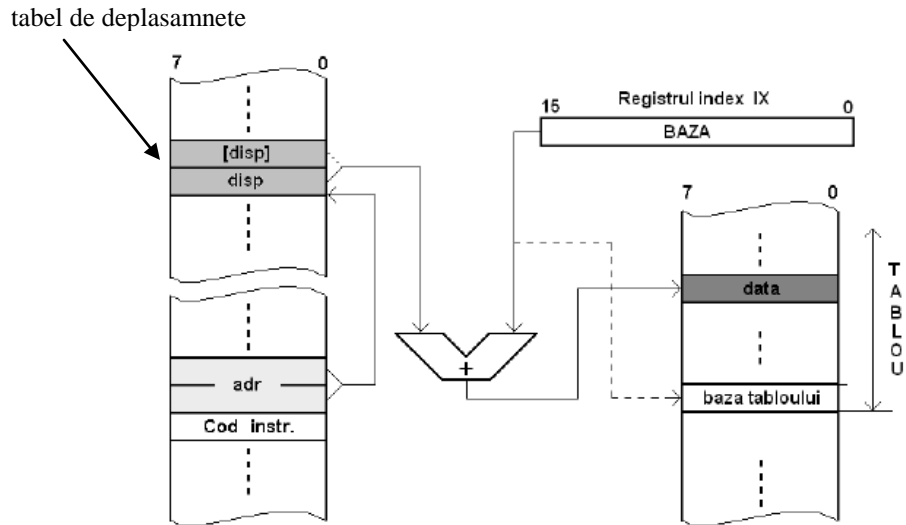 tabel de deplasamnete
7 0
[disp]
disp
adr
Cod instr.
+
Registrul index IX
15 0
BAZA
7 0
data
baza tabloului
TABLOU